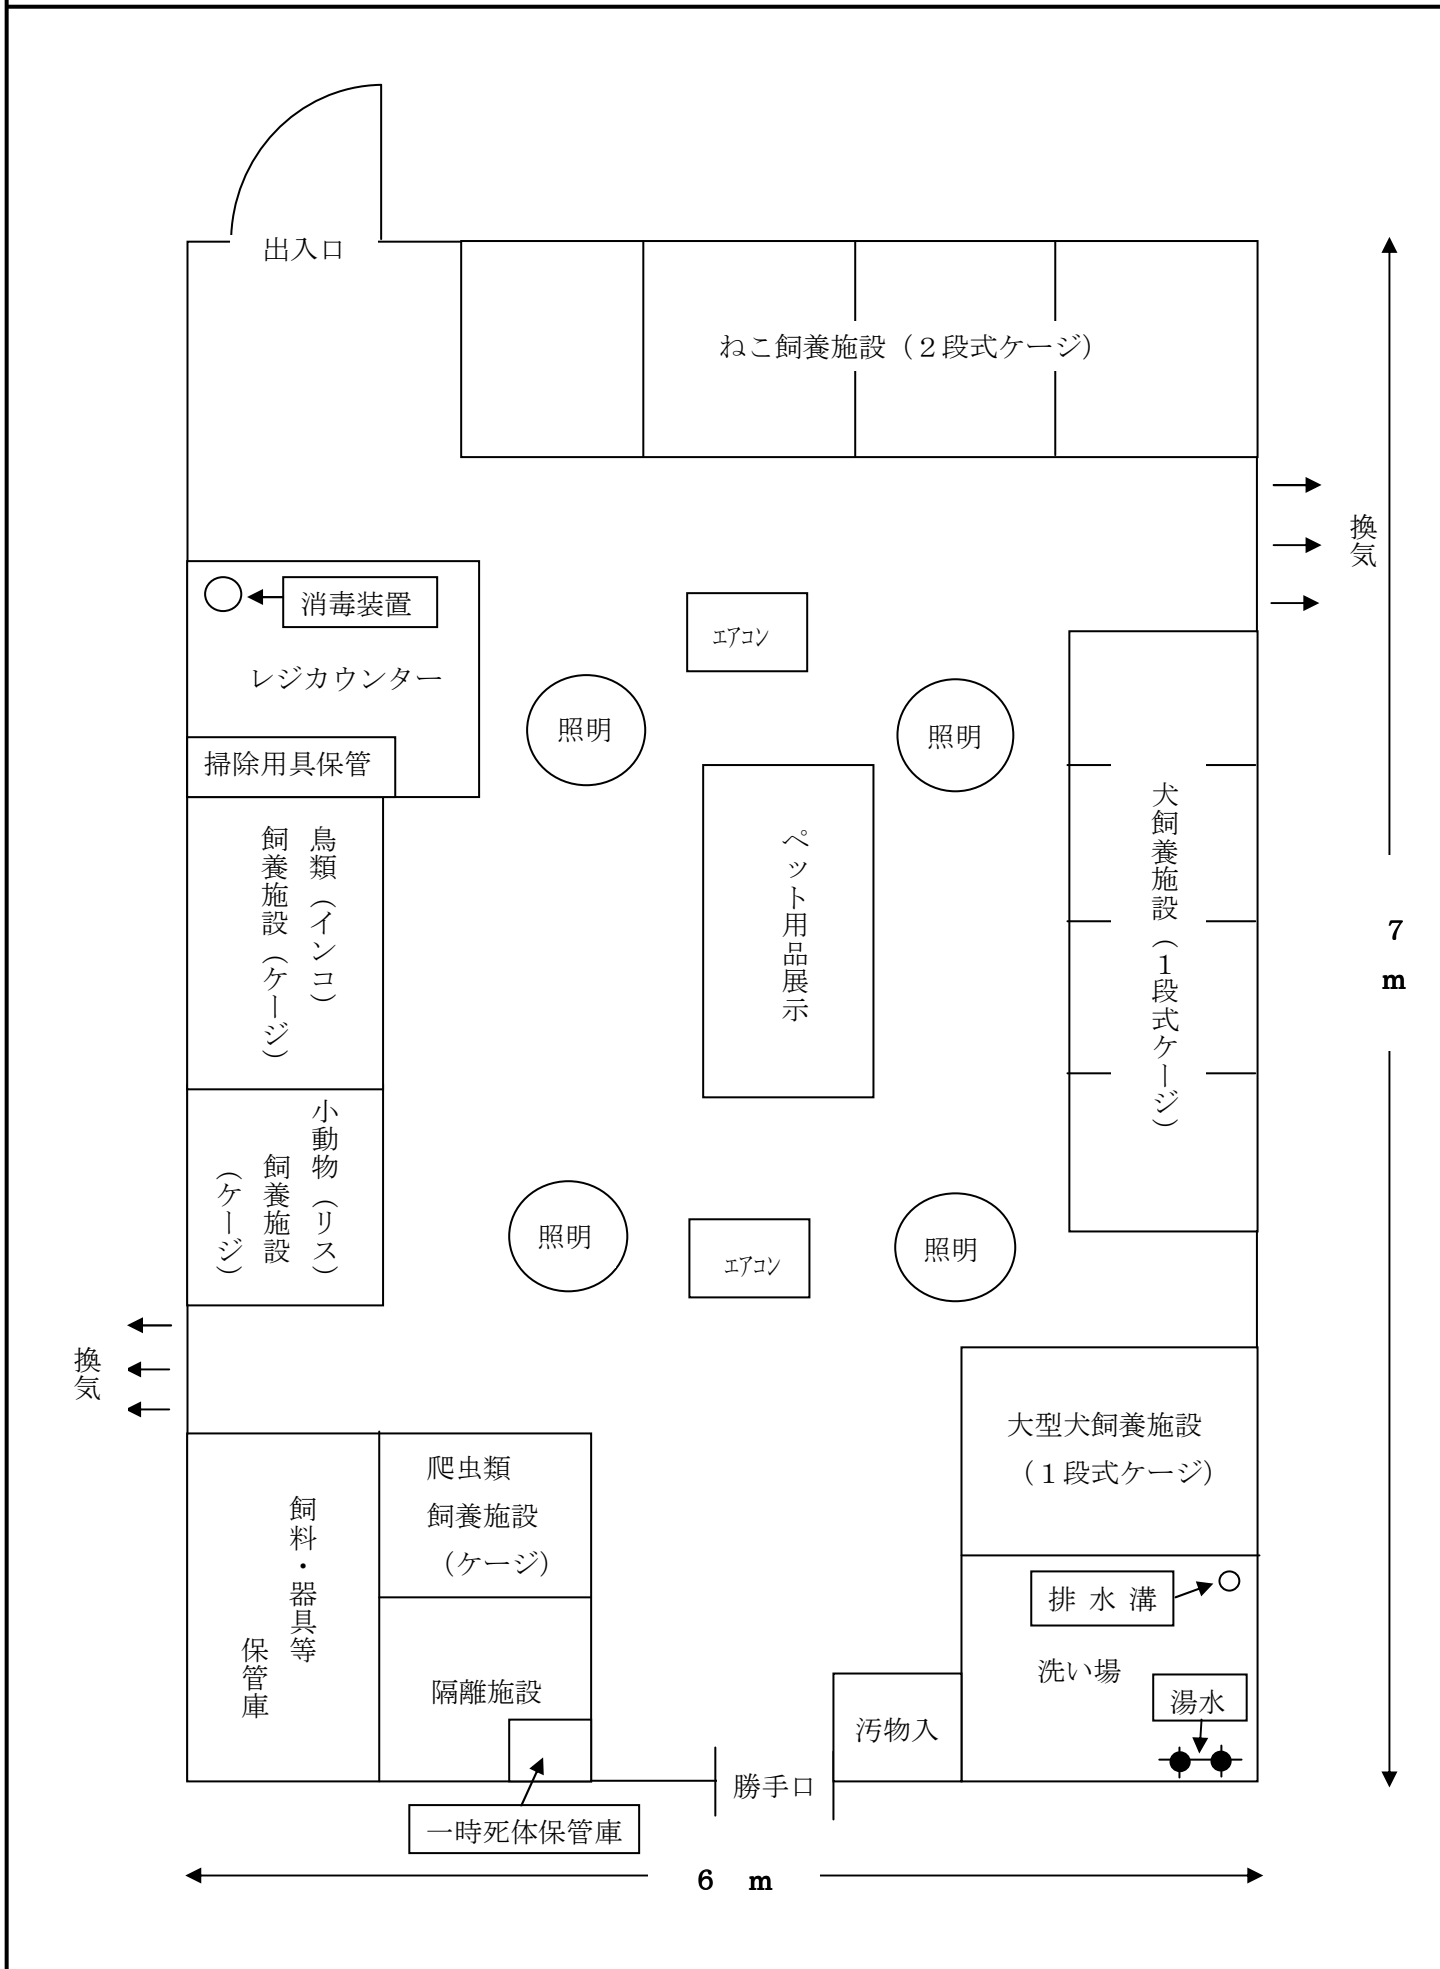 出入口
ねこ飼養施設（２段式ケージ）
換気
消毒装置
エアコン
レジカウンター
照明
照明
掃除用具保管
犬飼養施設（１段式ケージ）
鳥類（インコ）
飼養施設（ケージ）
ペット用品展示
7
m
小動物（リス）
飼養施設
（ケージ）
照明
エアコン
照明
換気
大型犬飼養施設
（１段式ケージ）
爬虫類
飼養施設
（ケージ）
飼料・器具等
保管庫
排水溝
洗い場
隔離施設
湯水
汚物入
勝手口
一時死体保管庫
6 m